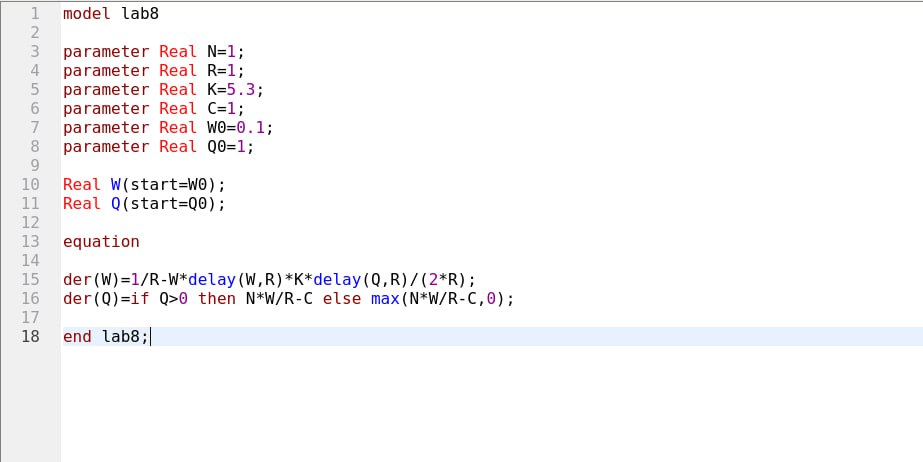 1 model lab8
2
3 parameter Real N=1;
4 parameter Real R=1;
5 parameter Real K=5.3;
6 parameter Real C=1;
7 parameter Real W0=0.1;
8 parameter Real Q0=1;
9
10 Real W(start=W0);
11 Real Q(start=Q0);
12
13 equation
14
15 der(W)=1/R-W*delay(W,R)*K*delay(Q,R)/(2*R);
16 der(Q)=if Q>0 then N*W/R-C else max(N*W/R-C,0);
17
18 end lab8;